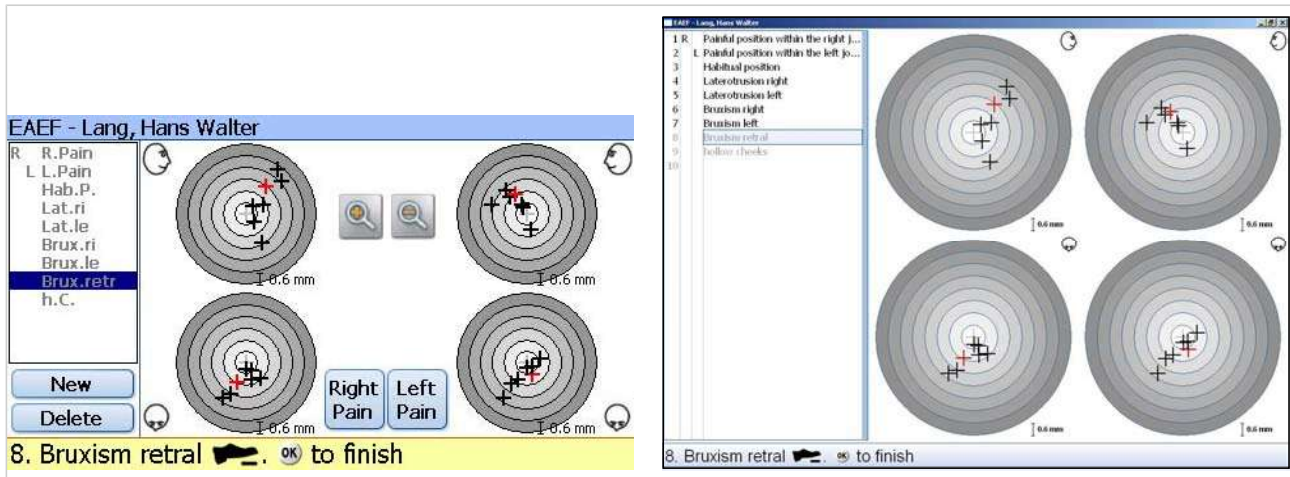 EAEF - Lang, Hans Walter
R R.Pain
L L.Pain
Hab.P.
Lat.ri
Lat.le
Brux.ri
Brux.le
Brux.retr
h.C.
New
Delete
0.6 mm
0.6 mm
0.6 mm
0.6 mm
Right Pain
Left Pain
8. Bruxism retral . OK to finish
EAEF - Lang, Hans Walter
1 R Painful position within the right j...
2 L Painful position within the left jo...
3 Habitual position
4 Laterotrusion right
5 Laterotrusion left
6 Bruxism right
7 Bruxism left
8 Bruxism retral
9 hollow cheeks
10
0.6 mm
0.6 mm
0.6 mm
0.6 mm
8. Bruxism retral . OK to finish